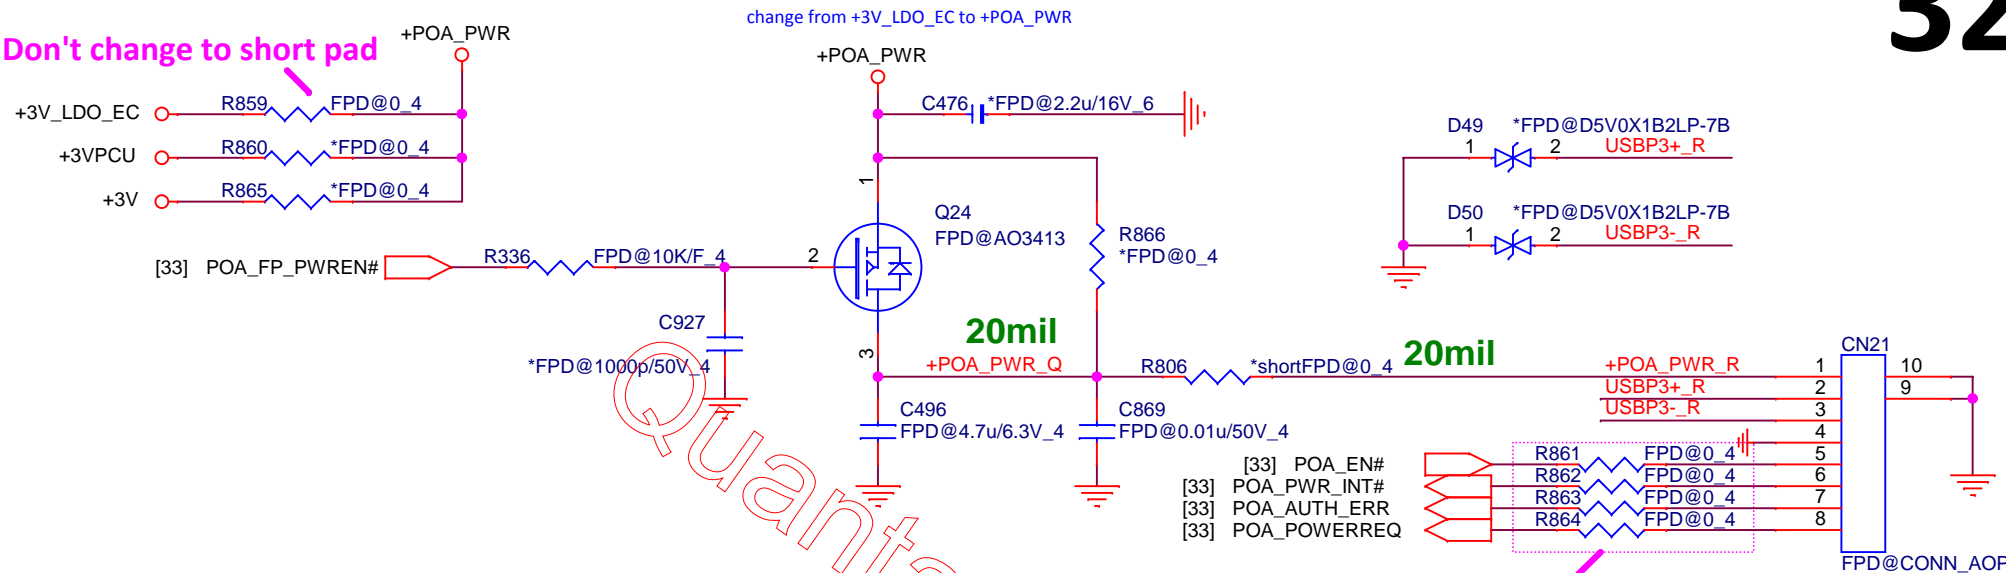 change from +3V_LDO_EC to +POA_PWR
32
Don't change to short pad
+POA_PWR
+3V_LDO_EC
R859
FPD@0_4
+3VPCU
R860
*FPD@0_4
+3V
R865
*FPD@0_4
+POA_PWR
C476
*FPD@2.2u/16V_6
1
Q24
FPD@AO3413
R866
*FPD@0_4
[33] POA_FP_PWREN#
R336
FPD@10K/F_4
2
C927
*FPD@1000p/50V_4
3
20mil
+POA_PWR_Q
R806
*shortFPD@0_4
20mil
C496
FPD@4.7u/6.3V_4
C869
FPD@0.01u/50V_4
D49
*FPD@D5V0X1B2LP-7B
1
2
USBP3+_R
D50
*FPD@D5V0X1B2LP-7B
1
2
USBP3-_R
CN21
+POA_PWR_R
1
10
USBP3+_R
2
9
USBP3-_R
3
4
[33] POA_EN#
R861
FPD@0_4
5
[33] POA_PWR_INT#
R862
FPD@0_4
6
[33] POA_AUTH_ERR
R863
FPD@0_4
7
[33] POA_POWERREQ
R864
FPD@0_4
8
FPD@CONN_AOP
Quanta